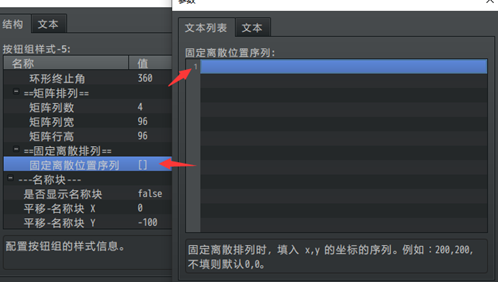 结构 文本
按钮组样式-5:
名称 值
环形终止角 360
==矩阵排列==
矩阵列数 4
矩阵列宽 96
矩阵行高 96
==固定离散排列==
固定离散位置序列 []
---名称块---
是否显示名称块 false
平移-名称块 X 0
平移-名称块 Y -100
配置按钮组的样式信息。
文本列表 文本
固定离散位置序列:
1
固定离散排列时，填入 x,y 的坐标的序列。例如：200,200,
不填则默认0,0。